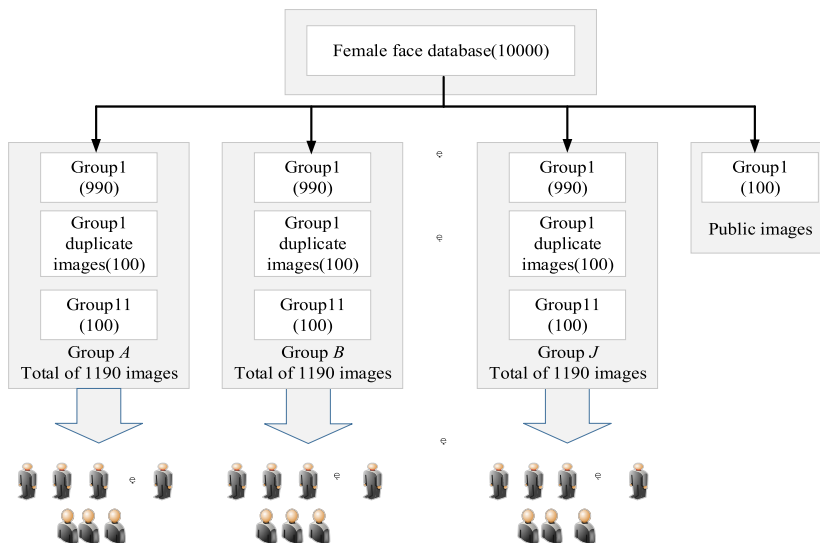 Female face database(10000)
Group1
(990)
Group1
duplicate
images(100)
Group11
(100)
Group A
Total of 1190 images
Group1
(990)
Group1
duplicate
images(100)
Group11
(100)
Group B
Total of 1190 images
Group1
(990)
Group1
duplicate
images(100)
Group11
(100)
Group J
Total of 1190 images
Group1
(100)
Public images